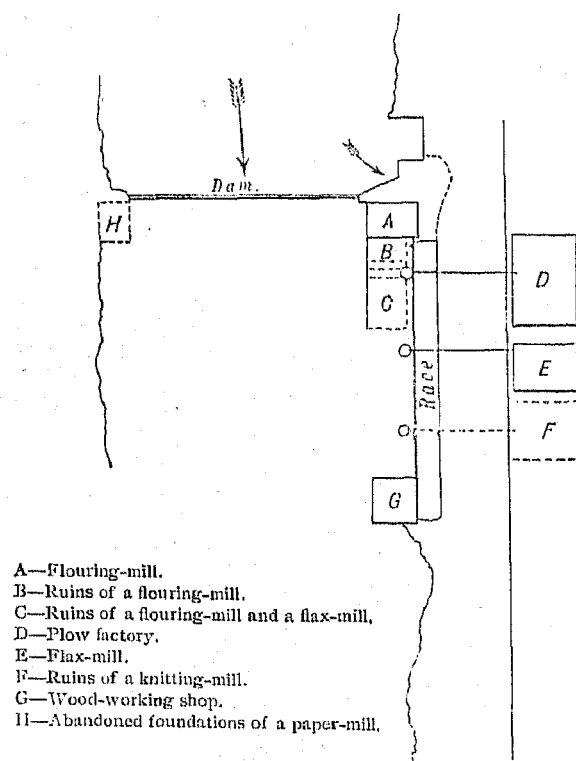 Dam.
H
A
B
C
D
E
F
G
Race
A—Flouring-mill.
B—Ruins of a flouring-mill.
C—Ruins of a flouring-mill and a flax-mill.
D—Plow factory.
E—Flax-mill.
F—Ruins of a knitting-mill.
G—Wood-working shop.
H—Abandoned foundations of a paper-mill.